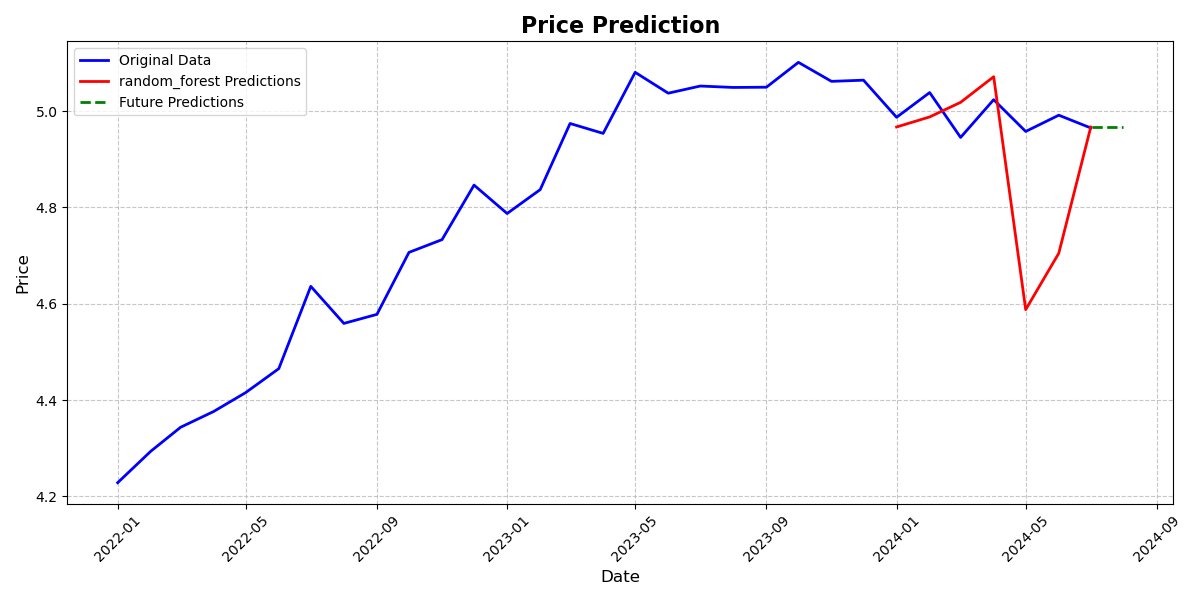 Price Prediction
Original Data
random_forest Predictions
Future Predictions
Price
5.0
4.8
4.6
4.4
4.2
2022-01
2022-05
2022-09
2023-01
2023-05
2023-09
2024-01
2024-05
2024-09
Date